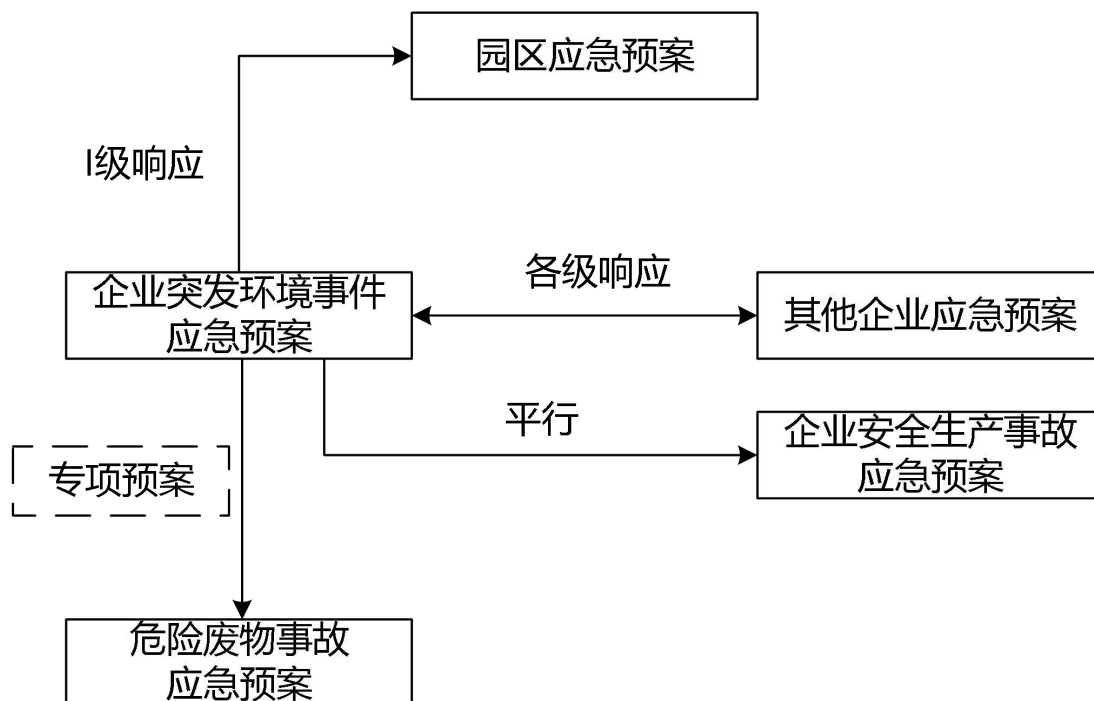 园区应急预案
I级响应
各级响应
企业突发环境事件
应急预案
其他企业应急预案
平行
企业安全生产事故
应急预案
专项预案
危险废物事故
应急预案